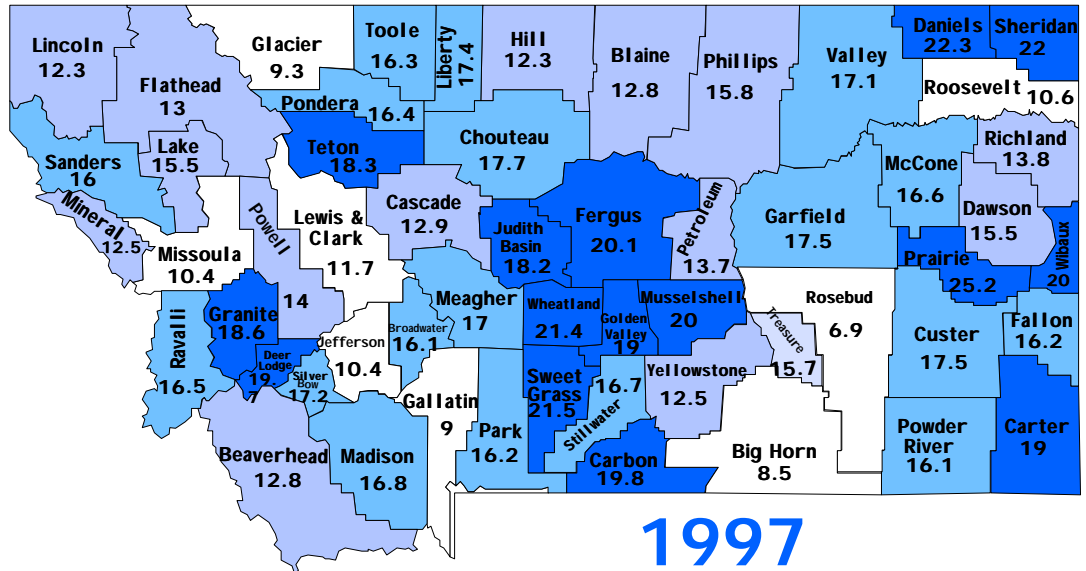 Lincoln
12.3
Flathead
13
Glacier
9.3
Toole
16.3
Liberty
17.4
Hill
12.3
Blaine
12.8
Phillips
15.8
Valley
17.1
Daniels
22.3
Sheridan
22
Roosevelt
10.6
Pondera
16.4
Teton
18.3
Chouteau
17.7
Richland
13.8
McCone
16.6
Sanders
16
Lake
15.5
Mineral
12.5
Missoula
10.4
Powell
14
Lewis &
Clark
11.7
Cascade
12.9
Judith
Basin
18.2
Fergus
20.1
Petroleum
13.7
Garfield
17.5
Dawson
15.5
Prairie
25.2
Wibaux
20
Ravalli
16.5
Granite
18.6
Deer
Lodge
19.
7
Silver
Bow
17.2
Jefferson
10.4
Broadwater
16.1
Meagher
17
Wheatland
21.4
Golden
Valley
19
Musselshell
20
Treasure
15.7
Rosebud
6.9
Custer
17.5
Fallon
16.2
Beaverhead
12.8
Madison
16.8
Gallatin
9
Park
16.2
Sweet
Grass
21.5
16.7
Stillwater
Yellowstone
12.5
Carbon
19.8
Big Horn
8.5
Powder
River
16.1
Carter
19
1997